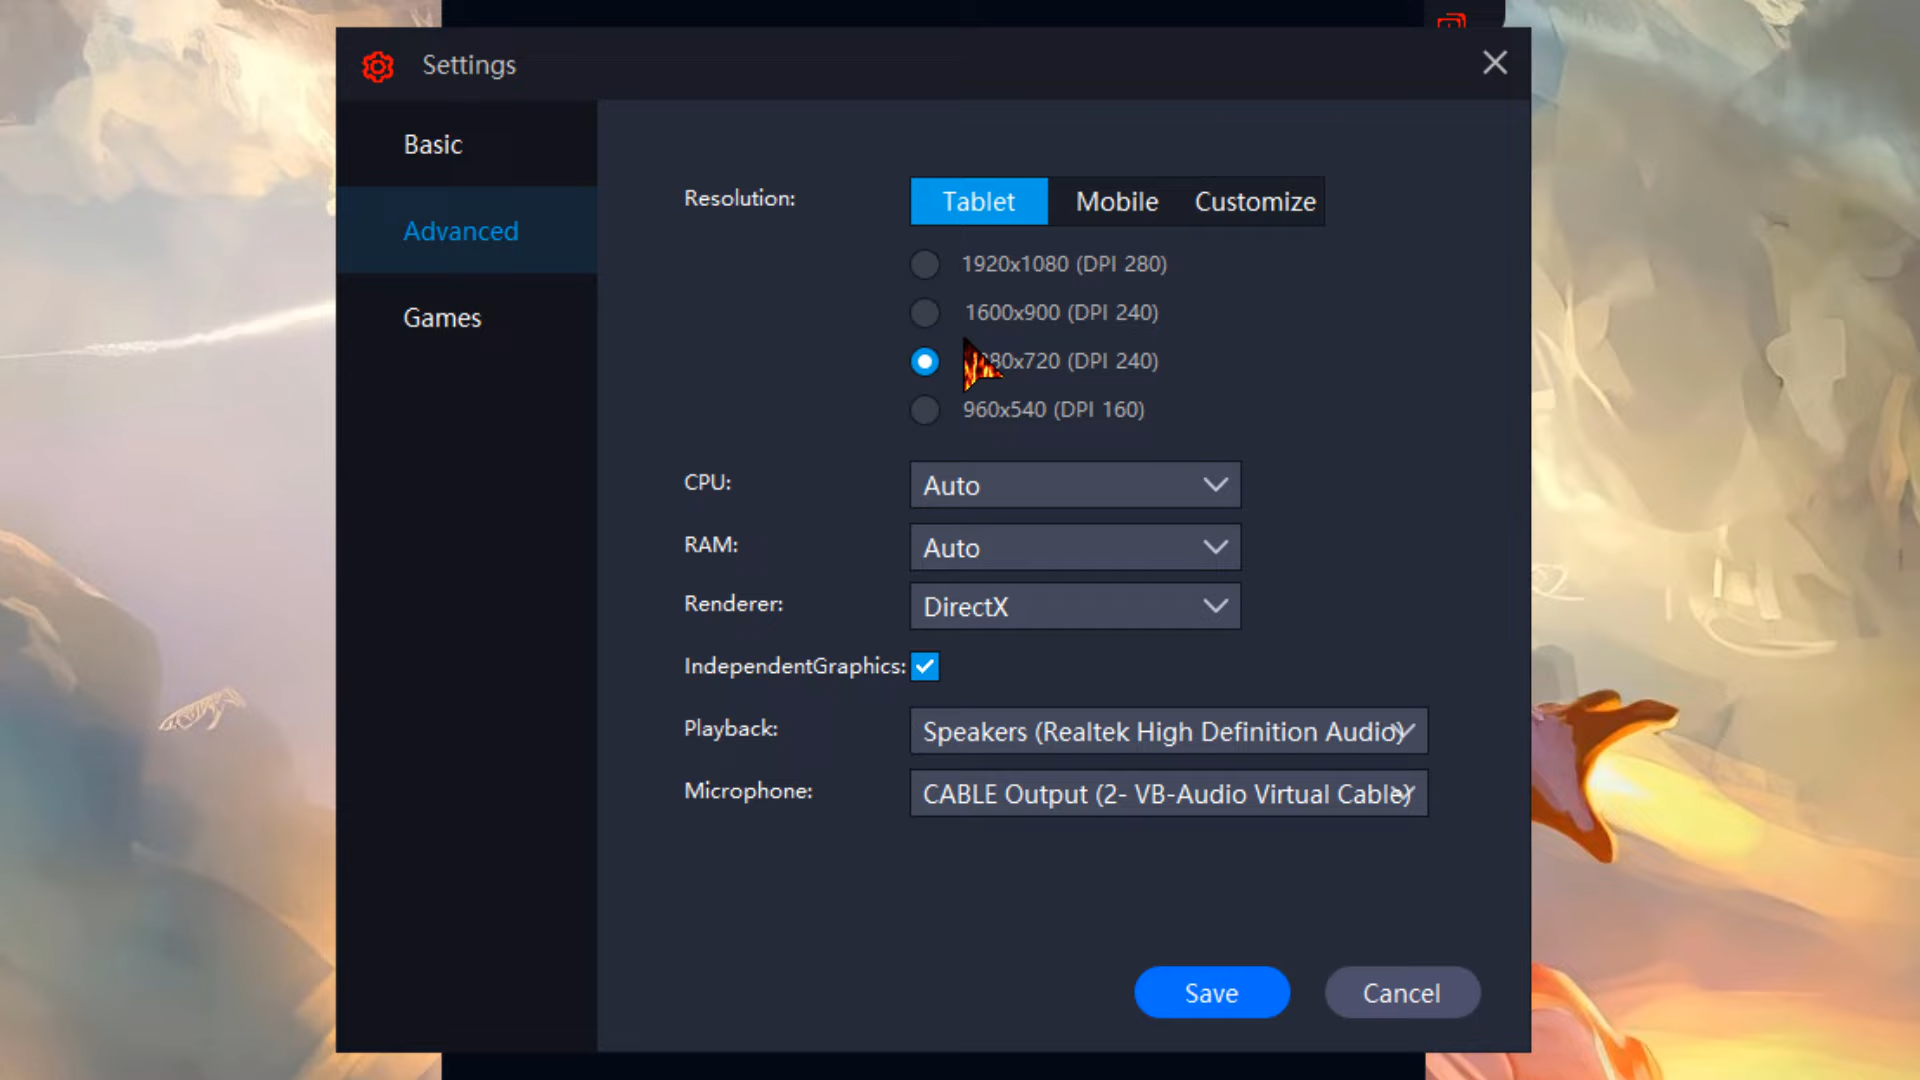 Settings
Basic
Advanced
Games
Resolution:
Tablet Mobile Customize
1920x1080 (DPI 280)
1600x900 (DPI 240)
80x720 (DPI 240)
960x540 (DPI 160)
CPU: Auto
RAM: Auto
Renderer: DirectX
IndependentGraphics:
Playback: Speakers (Realtek High Definition Audio)
Microphone: CABLE Output (2- VB-Audio Virtual Cable)
Save Cancel